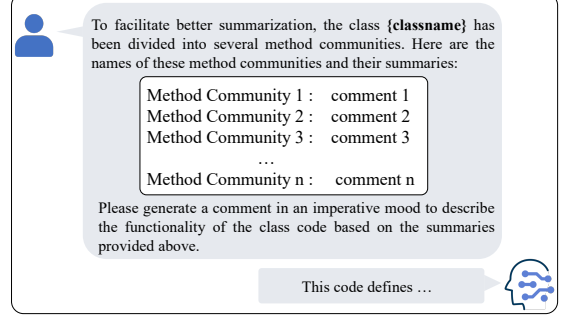 To facilitate better summarization, the class {classname} has
been divided into several method communities. Here are the
names of these method communities and their summaries:
Method Community 1 : comment 1
Method Community 2 : comment 2
Method Community 3 : comment 3
…
Method Community n : comment n
Please generate a comment in an imperative mood to describe
the functionality of the class code based on the summaries
provided above.
This code defines …